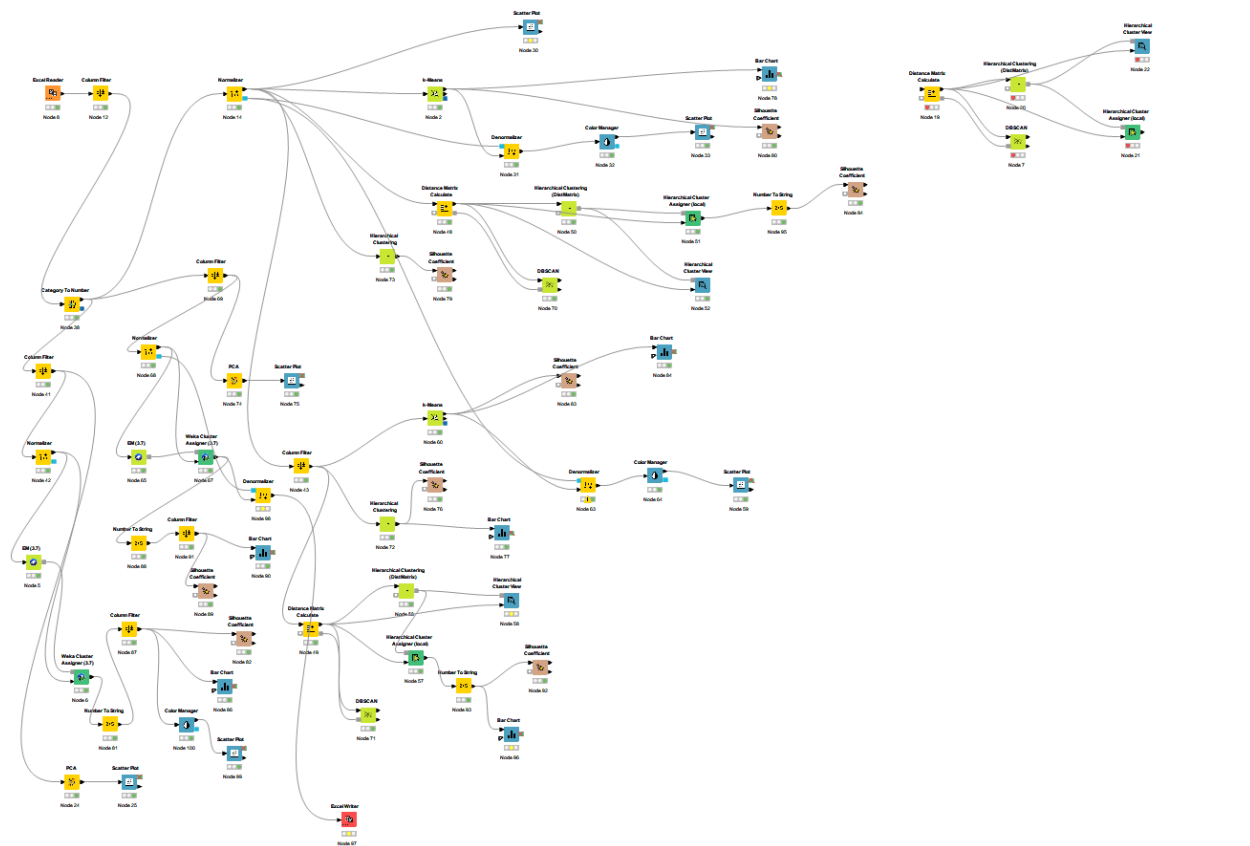 Scatter Plot
Node 30
Hierarchical
Cluster View
Node 22
Excel Reader
Node 8
Column Filter
Node 12
Normalizer
Node 14
k-Means
Node 2
Bar Chart
Node 78
Distance Matrix
Calculate
Node 19
Hierarchical Clustering
(DistMatrix)
Silhouette
Coefficient
Node 80
Color Manager
Node 32
Scatter Plot
Node 33
Denormalizer
Node 31
DBSCAN
Node 7
Hierarchical Cluster
Assigner (local)
Node 21
Silhouette
Coefficient
Node 94
Distance Matrix
Calculate
Node 48
Hierarchical Clustering
(DistMatrix)
Node 50
Hierarchical Cluster
Assigner (local)
Node 51
Number To String
Node 95
Hierarchical
Clustering
Node 73
Silhouette
Coefficient
Node 79
DBSCAN
Node 70
Hierarchical
Cluster View
Node 52
Column Filter
Node 69
Category To Number
Node 38
Normalizer
Node 68
Column Filter
Node 41
PCA
Node 74
Scatter Plot
Node 75
Silhouette
Coefficient
Node 83
Bar Chart
Node 84
k-Means
Node 60
Normalizer
Node 42
EM (3.7)
Node 65
Weka Cluster
Assigner (3.7)
Node 67
Column Filter
Node 43
Denormalizer
Node 98
Silhouette
Coefficient
Node 76
Denormalizer
Node 63
Color Manager
Node 64
Scatter Plot
Node 59
Number To String
Node 88
Column Filter
Node 91
Bar Chart
Node 90
Hierarchical
Clustering
Node 72
Bar Chart
Node 77
EM (3.7)
Node 5
Silhouette
Coefficient
Node 89
Hierarchical Clustering
(DistMatrix)
Hierarchical
Cluster View
Node 58
Column Filter
Node 87
Silhouette
Coefficient
Node 82
Distance Matrix
Calculate
Node 49
Hierarchical Cluster
Assigner (local)
Node 57
Number To String
Node 93
Silhouette
Coefficient
Node 92
Weka Cluster
Assigner (3.7)
Node 6
Bar Chart
Node 86
Number To String
Node 81
Color Manager
Node 100
Scatter Plot
Node 99
DBSCAN
Node 71
Bar Chart
Node 96
PCA
Node 24
Scatter Plot
Node 25
Excel Writer
Node 97